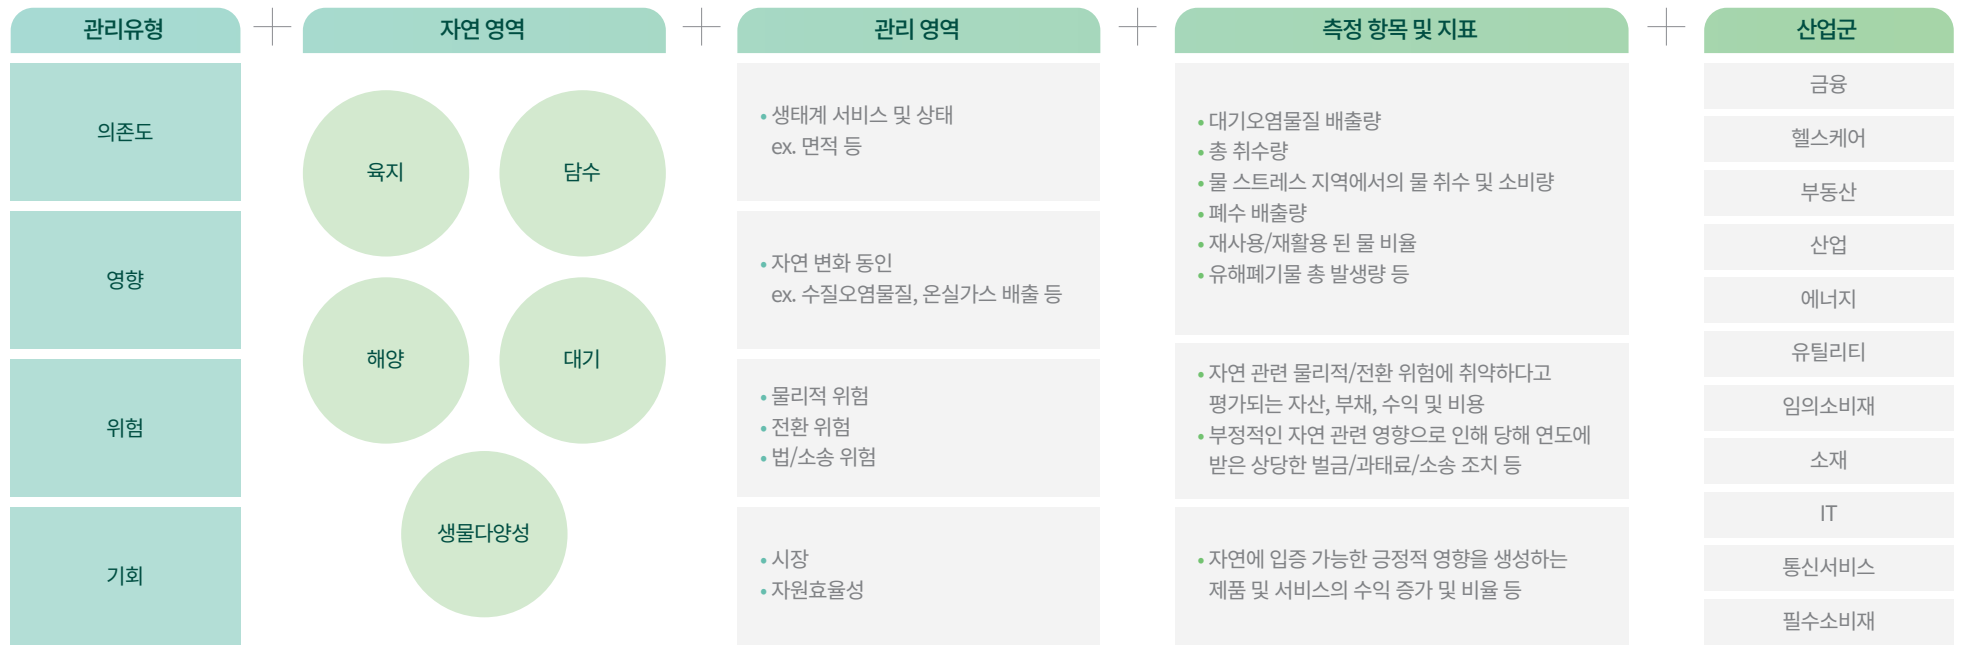 관리유형
자연 영역
관리 영역
측정 항목 및 지표
산업군
의존도
영향
위험
기회
육지
담수
해양
대기
생물다양성
• 생태계 서비스 및 상태
ex. 면적 등
• 자연 변화 동인
ex. 수질오염물질, 온실가스 배출 등
• 물리적 위험
• 전환 위험
• 법/소송 위험
• 시장
• 자원효율성
• 대기오염물질 배출량
• 총 취수량
• 물 스트레스 지역에서의 물 취수 및 소비량
• 폐수 배출량
• 재사용/재활용 된 물 비율
• 유해폐기물 총 발생량 등
• 자연 관련 물리적/전환 위험에 취약하다고
평가되는 자산, 부채, 수익 및 비용
• 부정적인 자연 관련 영향으로 인해 당해 연도에
받은 상당한 벌금/과태료/소송 조치 등
• 자연에 입증 가능한 긍정적 영향을 생성하는
제품 및 서비스의 수익 증가 및 비율 등
금융
헬스케어
부동산
산업
에너지
유틸리티
임의소비재
소재
IT
통신서비스
필수소비재